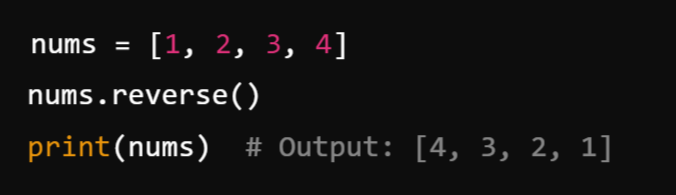 nums = [1, 2, 3, 4]
nums.reverse()
print(nums)  # Output: [4, 3, 2, 1]